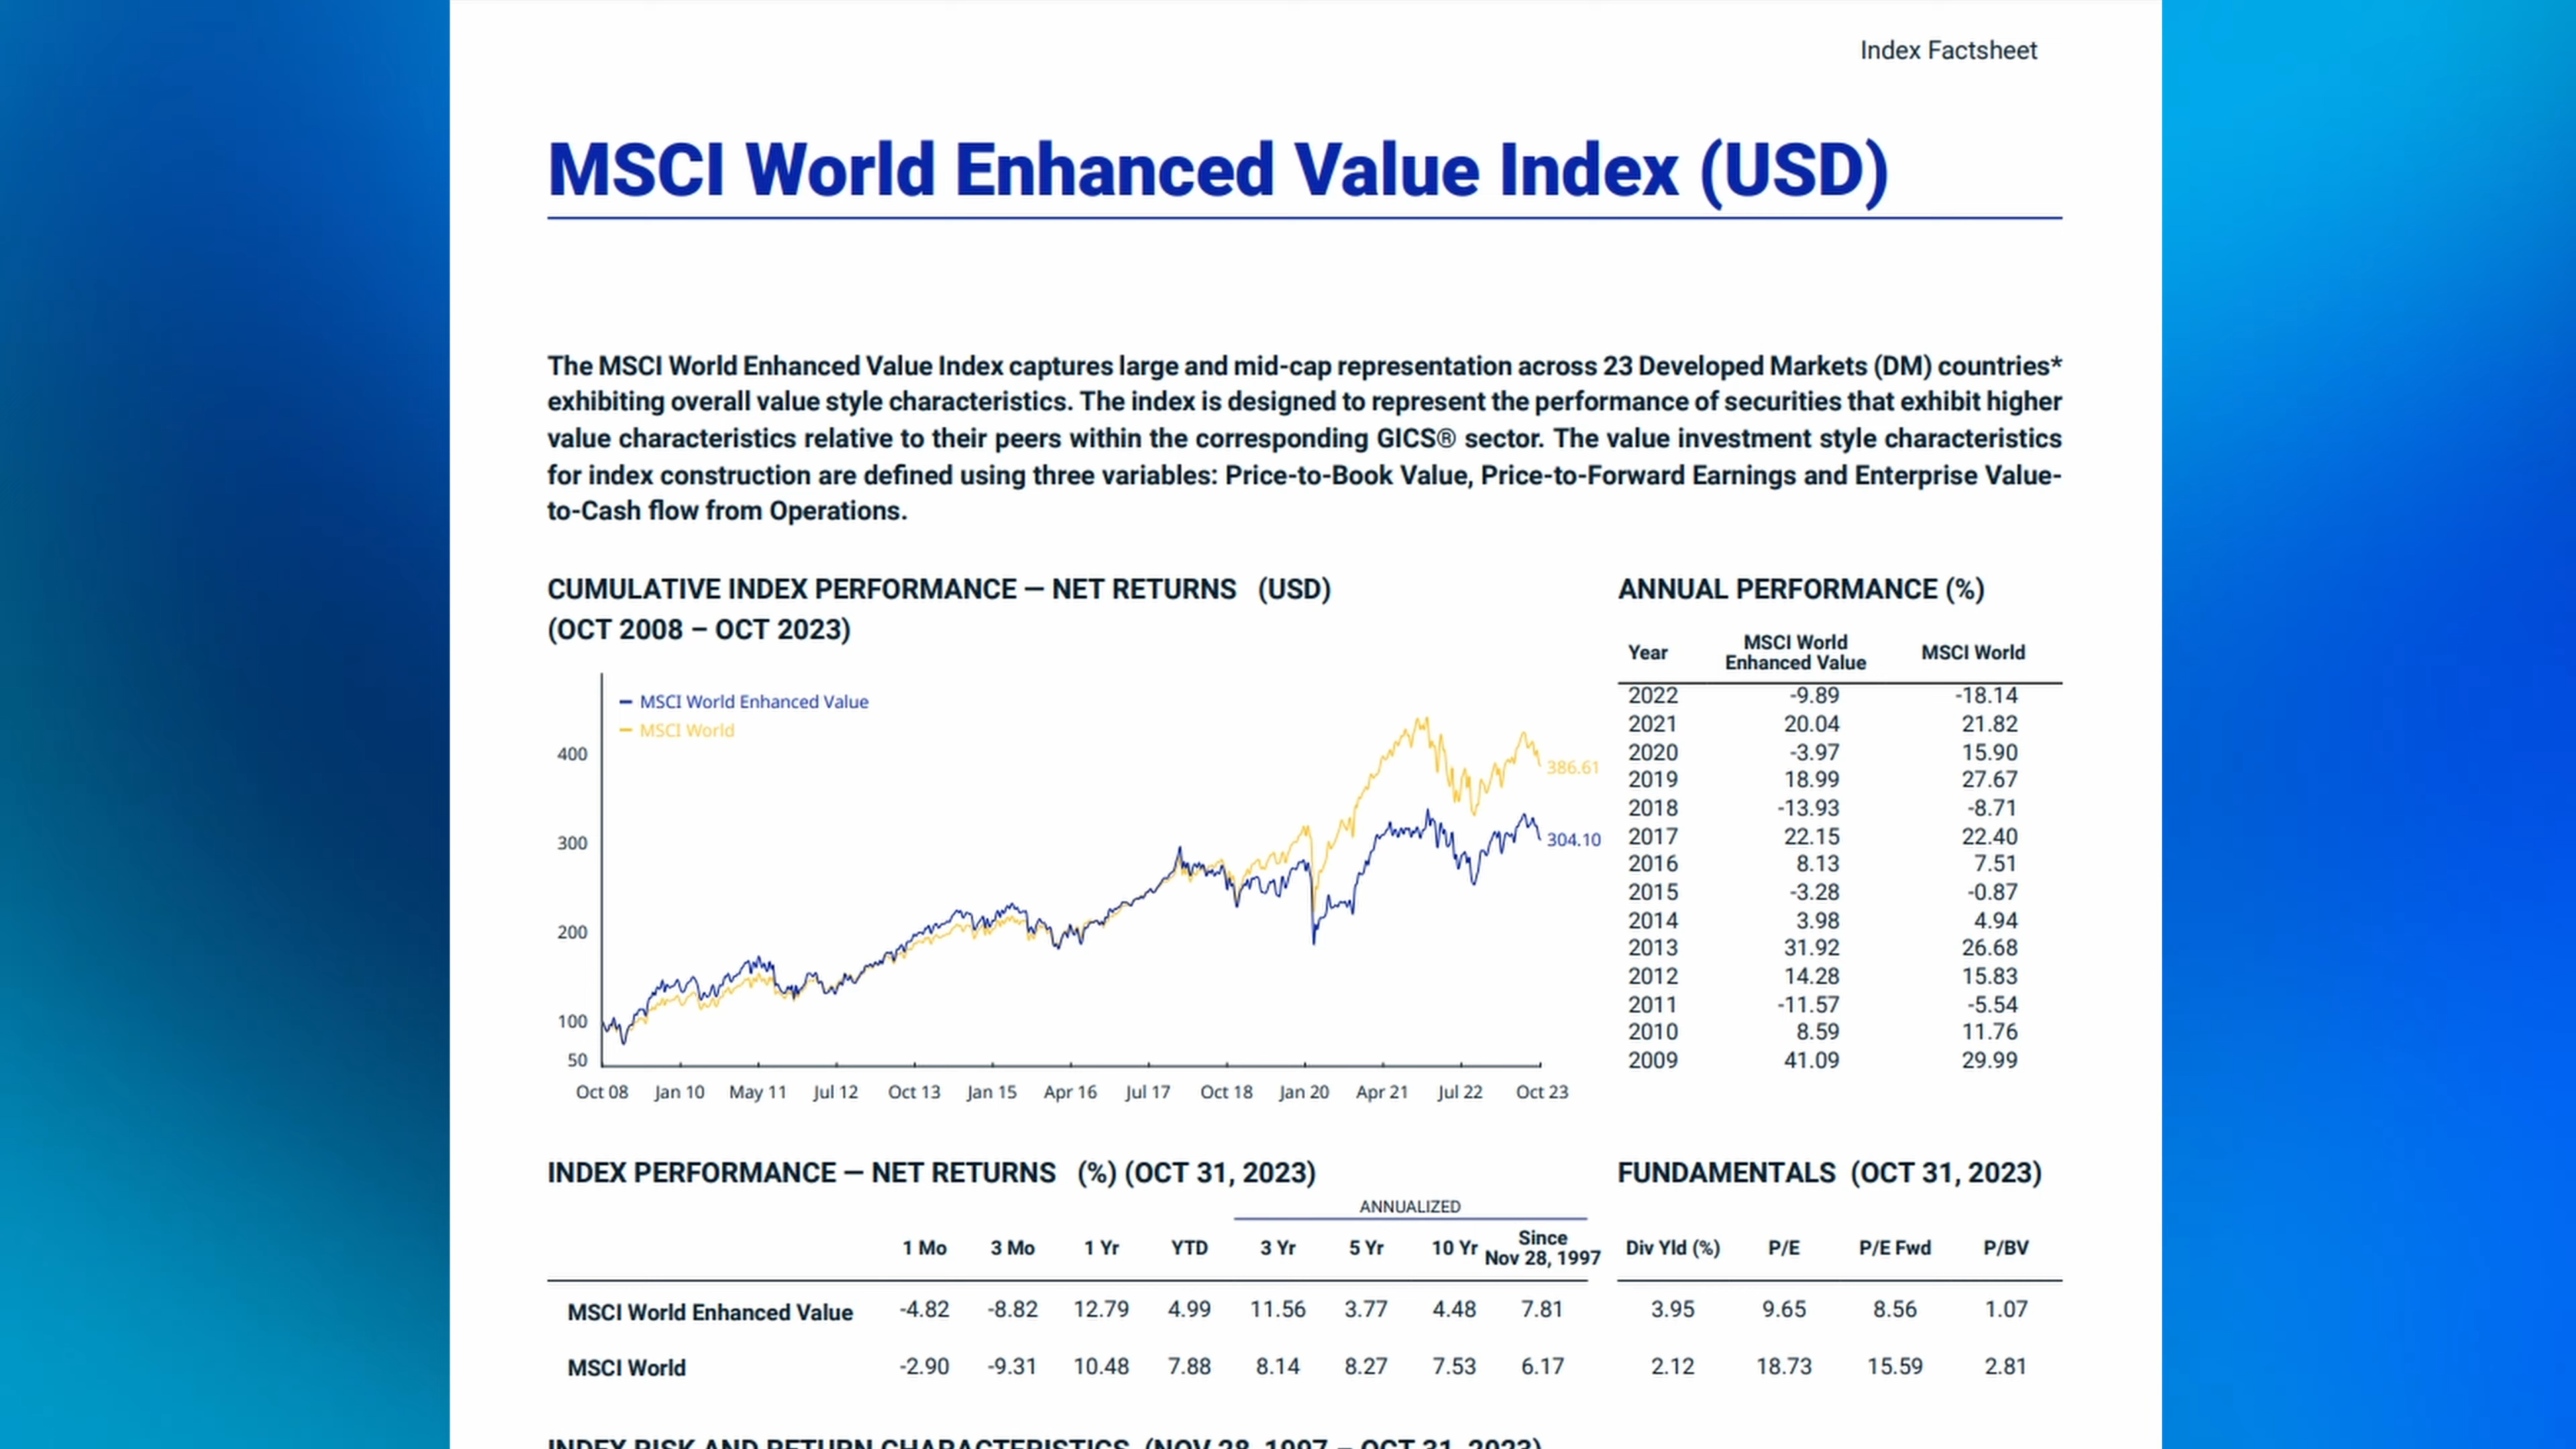 Index Factsheet
MSCI World Enhanced Value Index (USD)
The MSCI World Enhanced Value Index captures large and mid-cap representation across 23 Developed Markets (DM) countries*
exhibiting overall value style characteristics. The index is designed to represent the performance of securities that exhibit higher
value characteristics relative to their peers within the corresponding GICS® sector. The value investment style characteristics
for index construction are defined using three variables: Price-to-Book Value, Price-to-Forward Earnings and Enterprise Value-
to-Cash flow from Operations.
CUMULATIVE INDEX PERFORMANCE — NET RETURNS (USD)
(OCT 2008 – OCT 2023)
MSCI World Enhanced Value
MSCI World
400
300
200
100
50
386.61
304.10
Oct 08 Jan 10 May 11 Jul 12 Oct 13 Jan 15 Apr 16 Jul 17 Oct 18 Jan 20 Apr 21 Jul 22 Oct 23
ANNUAL PERFORMANCE (%)
Year MSCI World Enhanced Value MSCI World
2022 -9.89 -18.14
2021 20.04 21.82
2020 -3.97 15.90
2019 18.99 27.67
2018 -13.93 -8.71
2017 22.15 22.40
2016 8.13 7.51
2015 -3.28 -0.87
2014 3.98 4.94
2013 31.92 26.68
2012 14.28 15.83
2011 -11.57 -5.54
2010 8.59 11.76
2009 41.09 29.99
INDEX PERFORMANCE — NET RETURNS (%) (OCT 31, 2023)
ANNUALIZED
1 Mo 3 Mo 1 Yr YTD 3 Yr 5 Yr 10 Yr Since Nov 28, 1997
MSCI World Enhanced Value -4.82 -8.82 12.79 4.99 11.56 3.77 4.48 7.81
MSCI World -2.90 -9.31 10.48 7.88 8.14 8.27 7.53 6.17
FUNDAMENTALS (OCT 31, 2023)
Div Yld (%) P/E P/E Fwd P/BV
3.95 9.65 8.56 1.07
2.12 18.73 15.59 2.81
INDEX RISK AND RETURN CHARACTERISTICS (NOV 28, 1997 – OCT 31, 2023)